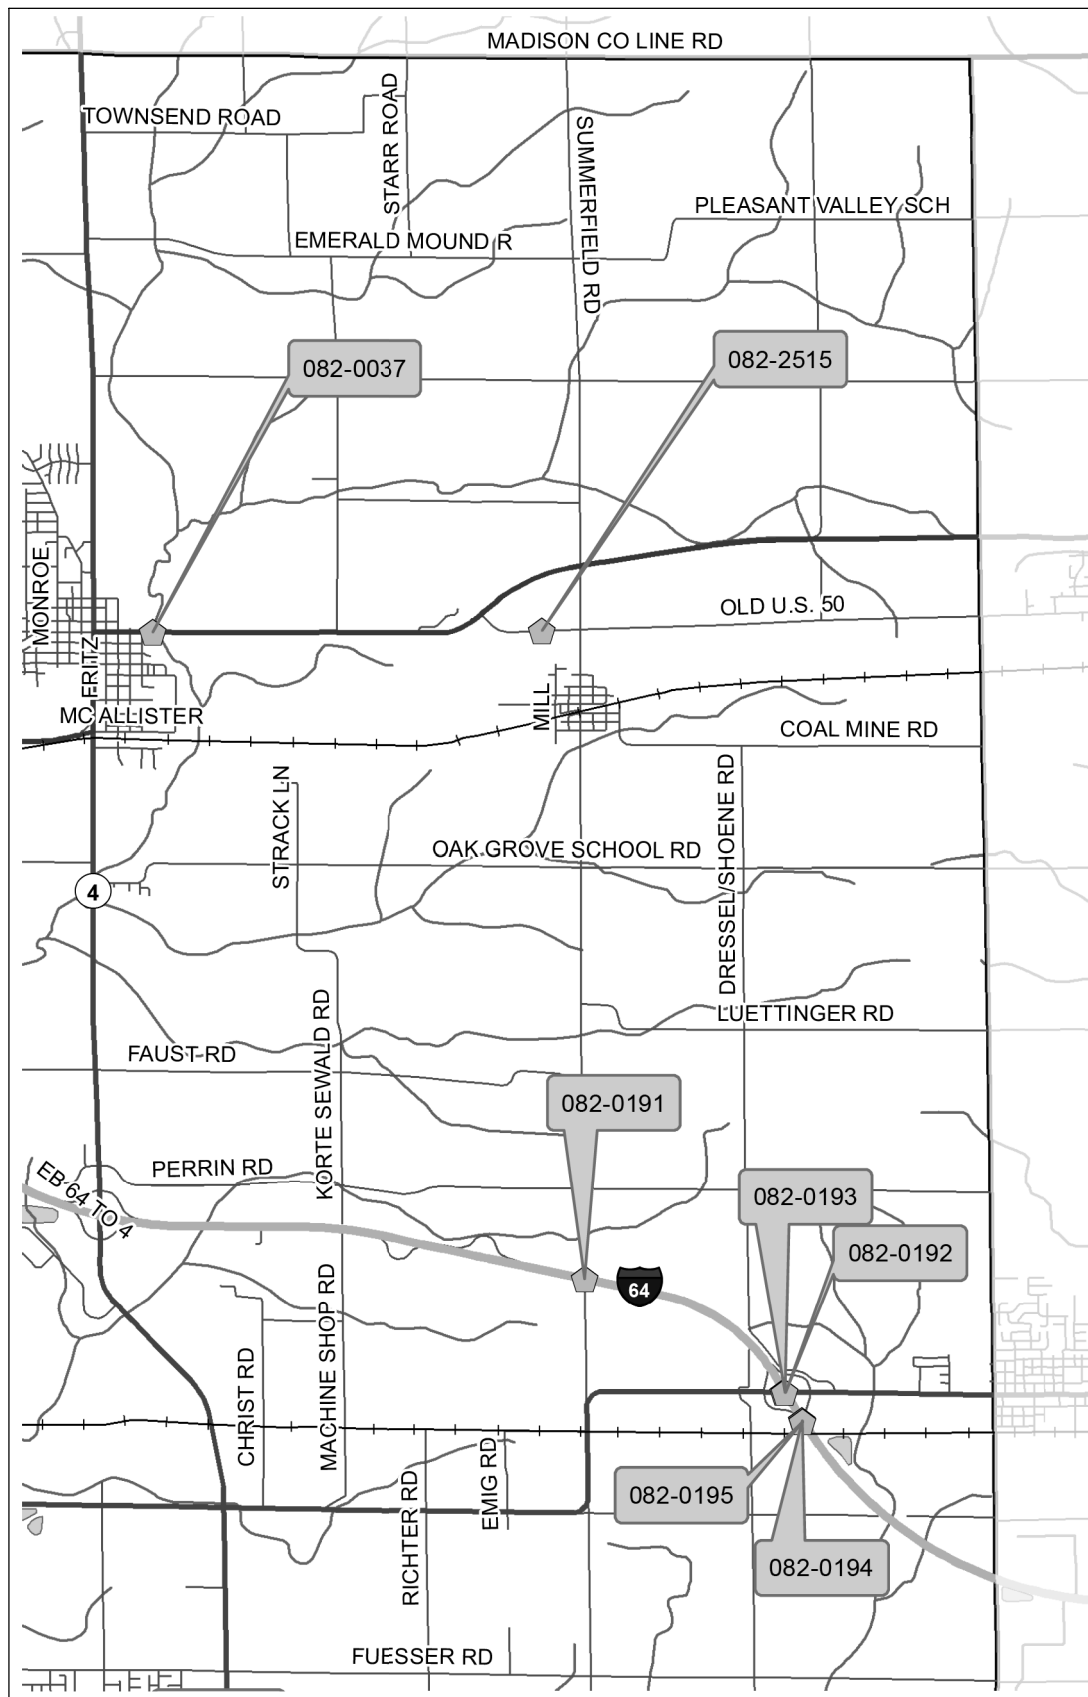 MADISON CO LINE RD
TOWNSEND ROAD
STARR ROAD
SUMMERFIELD RD
PLEASANT VALLEY SCH
EMERALD MOUND R
082-0037
082-2515
MONROE
FRITZ
OLD U.S. 50
MC ALLISTER
MILL
COAL MINE RD
STRACK LN
DRESSEL/SHOENE RD
OAK GROVE SCHOOL RD
4
LUETTINGER RD
KORTE SEWALD RD
FAUST RD
082-0191
PERRIN RD
EB 64 TO 4
082-0193
082-0192
64
MACHINE SHOP RD
CHRIST RD
RICHTER RD
EMIG RD
082-0195
082-0194
FUESSER RD